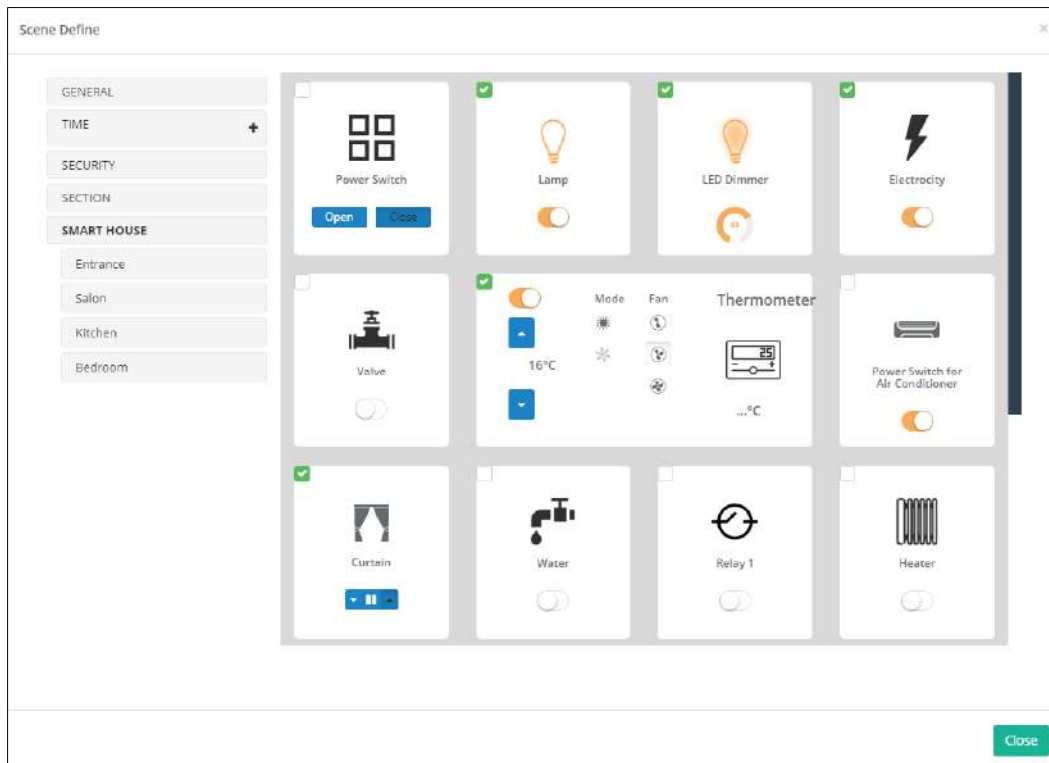 Scene Define
×
GENERAL
TIME +
SECURITY
SECTION
SMART HOUSE
Entrance
Salon
Kitchen
Bedroom
Power Switch
Open Close
Lamp
LED Dimmer
Electrocity
Valve
Mode Fan Thermometer
16°C
25
...°C
Power Switch for
Air Conditioner
Curtain
Water
Relay 1
Heater
Close